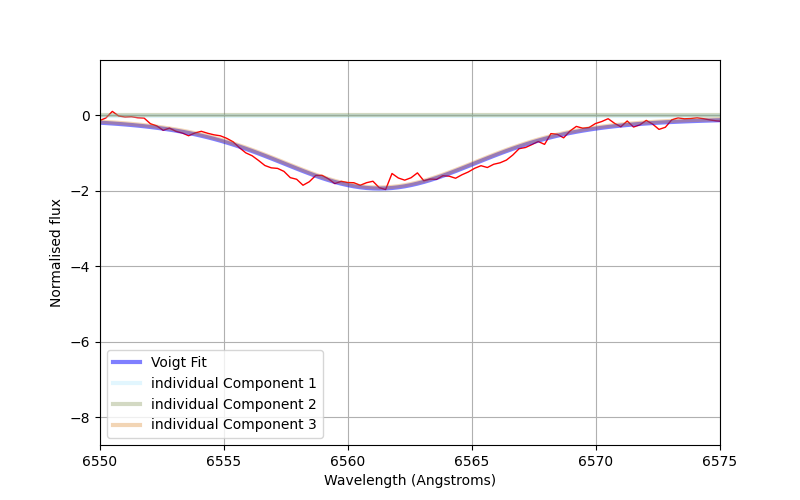 0
−2
−4
−6
−8
Normalised flux
Voigt Fit
individual Component 1
individual Component 2
individual Component 3
6550 6555 6560 6565 6570 6575
Wavelength (Angstroms)